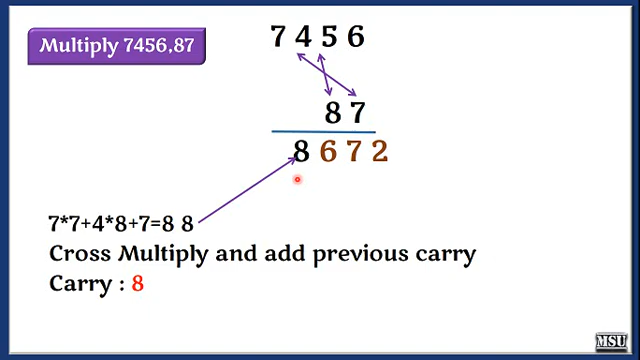 Multiply 7456,87
7 4 5 6
8 7
8 6 7 2
7*7+4*8+7=8 8
Cross Multiply and add previous carry
Carry : 8
MSU